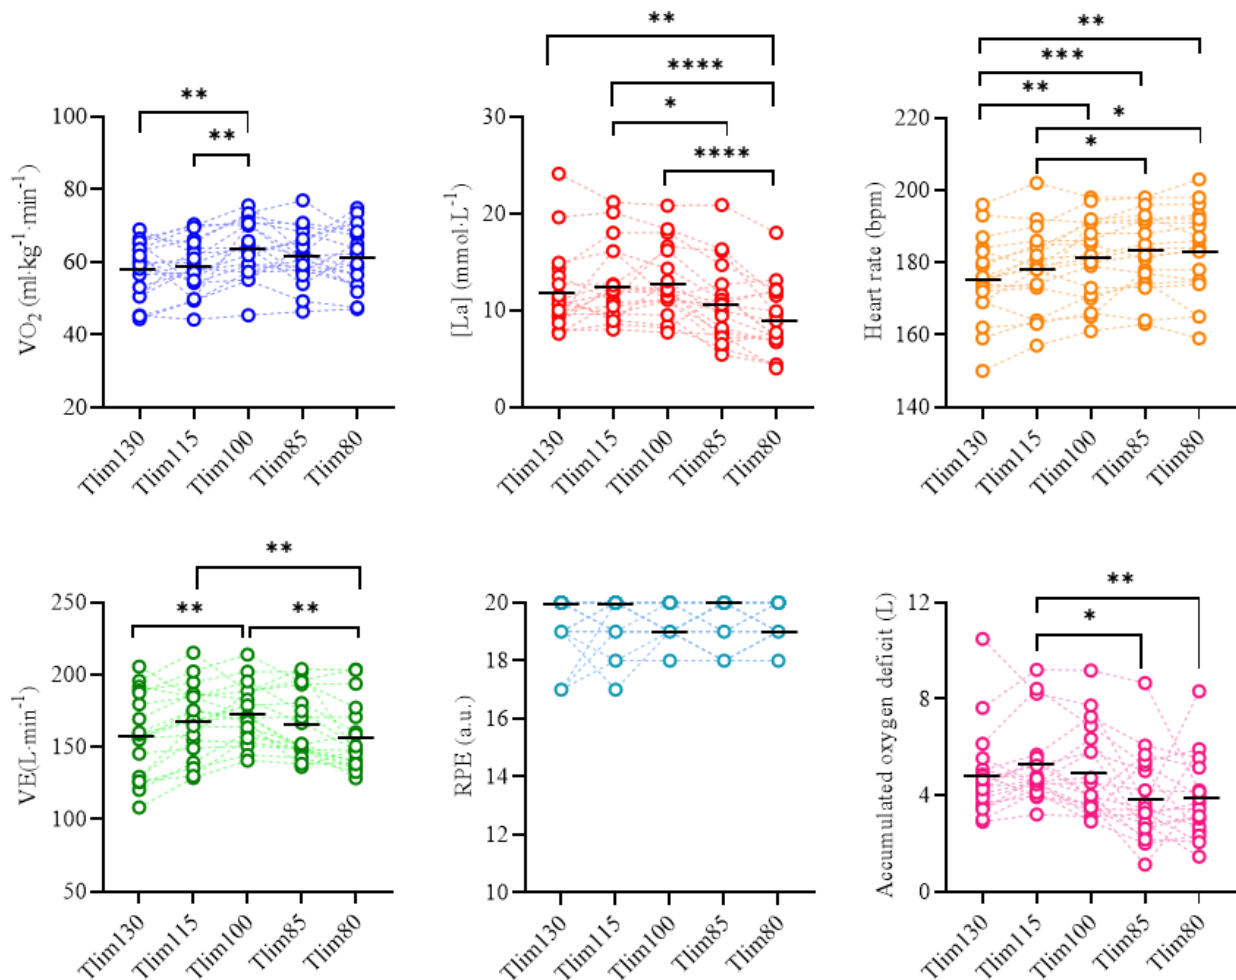 **
**
100
80
60
40
20
VO2 (ml·kg-1·min-1)
Tlim130
Tlim115
Tlim100
Tlim85
Tlim80
**
****
*
****
30
20
10
0
[La] (mmol·L-1)
Tlim130
Tlim115
Tlim100
Tlim85
Tlim80
**
***
**
*
*
220
200
180
160
140
Heart rate (bpm)
Tlim130
Tlim115
Tlim100
Tlim85
Tlim80
**
**
**
250
200
150
100
50
VE(L·min-1)
Tlim130
Tlim115
Tlim100
Tlim85
Tlim80
20
18
16
14
12
10
RPE (a.u.)
Tlim130
Tlim115
Tlim100
Tlim85
Tlim80
**
*
12
8
4
0
Accumulated oxygen deficit (L)
Tlim130
Tlim115
Tlim100
Tlim85
Tlim80